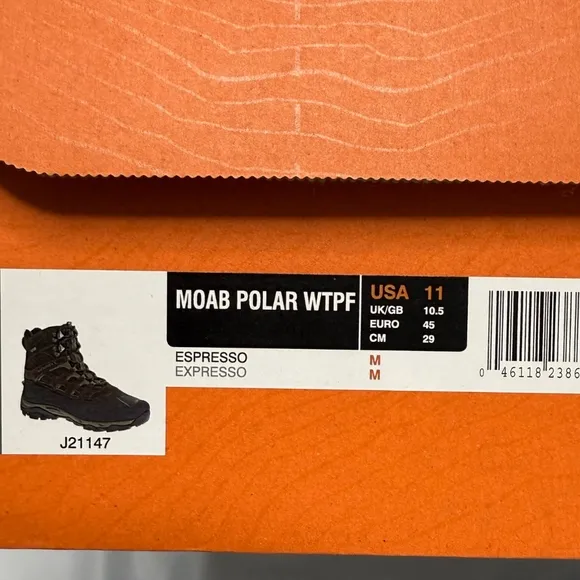 MOAB POLAR WTPF
USA 11
UK/GB 10.5
EURO 45
CM 29
ESPRESSO M
EXPRESSO M
J21147
0 46118 2386